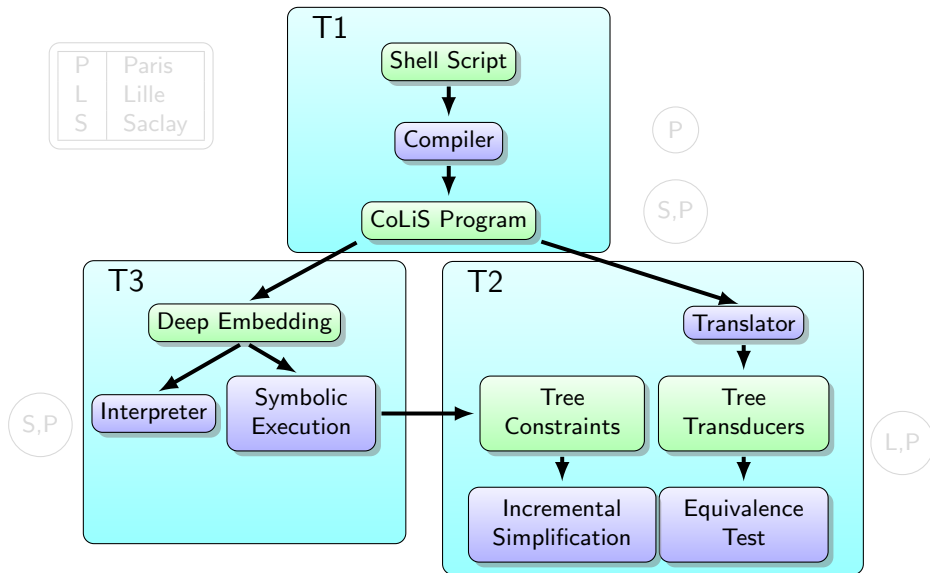 T1
Shell Script
P Paris
L Lille
S Saclay
Compiler
P
CoLiS Program
S,P
T3
T2
Deep Embedding
Translator
Interpreter
Symbolic
Execution
Tree
Constraints
Tree
Transducers
S,P
L,P
Incremental
Simplification
Equivalence
Test